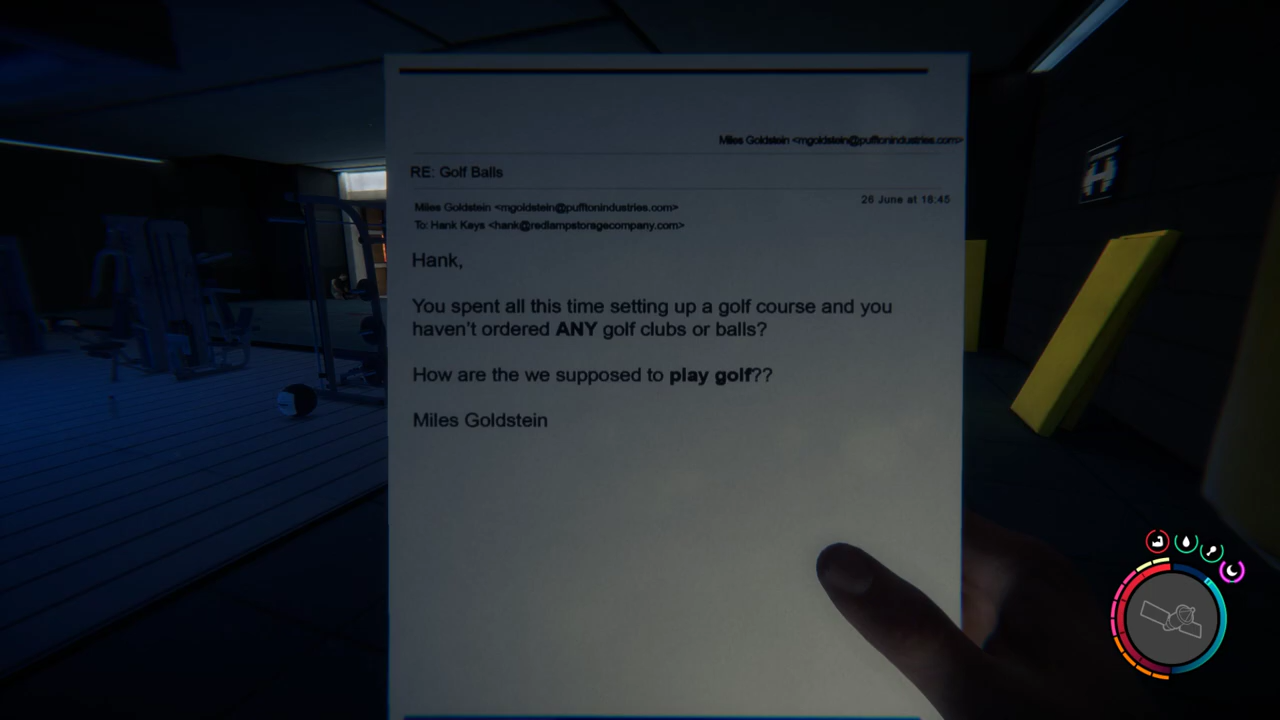 Miles Goldstein <mgoldstein@pufftonindustries.com>
RE: Golf Balls
Miles Goldstein <mgoldstein@pufftonindustries.com>
26 June at 18:45
To: Hank Keys <hank@redlampstoragecompany.com>
Hank,
You spent all this time setting up a golf course and you
haven't ordered ANY golf clubs or balls?
How are the we supposed to play golf??
Miles Goldstein